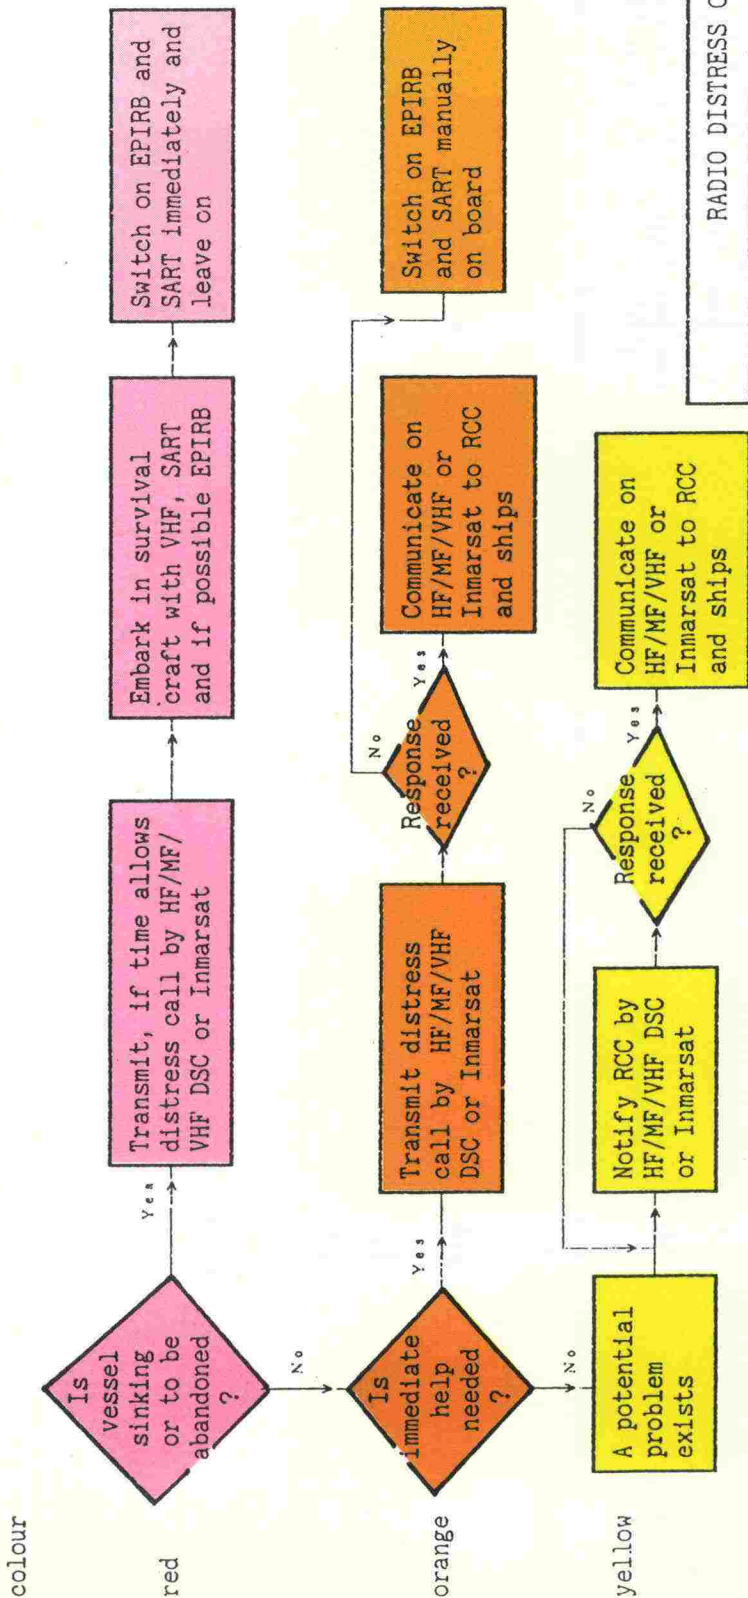 colour
red
Is
vessel
sinking
or to be
abandoned
?
Yes
No
Transmit, if time allows
distress call by HF/MF/
VHF DSC or Inmarsat
Embark in survival
craft with VHF, SART
and if possible EPIRB
Switch on EPIRB and
SART immediately and
leave on
orange
Is
immediate
help
needed
?
Yes
No
Transmit distress
call by HF/MF/VHF
DSC or Inmarsat
Response
received
?
Yes
No
Communicate on
HF/MF/VHF or
Inmarsat to RCC
and ships
Switch on EPIRB
and SART manually
on board
yellow
A potential
problem
exists
Notify RCC by
HF/MF/VHF DSC
or Inmarsat
Response
received
?
Yes
No
Communicate on
HF/MF/VHF or
Inmarsat to RCC
and ships
RADIO DISTRESS